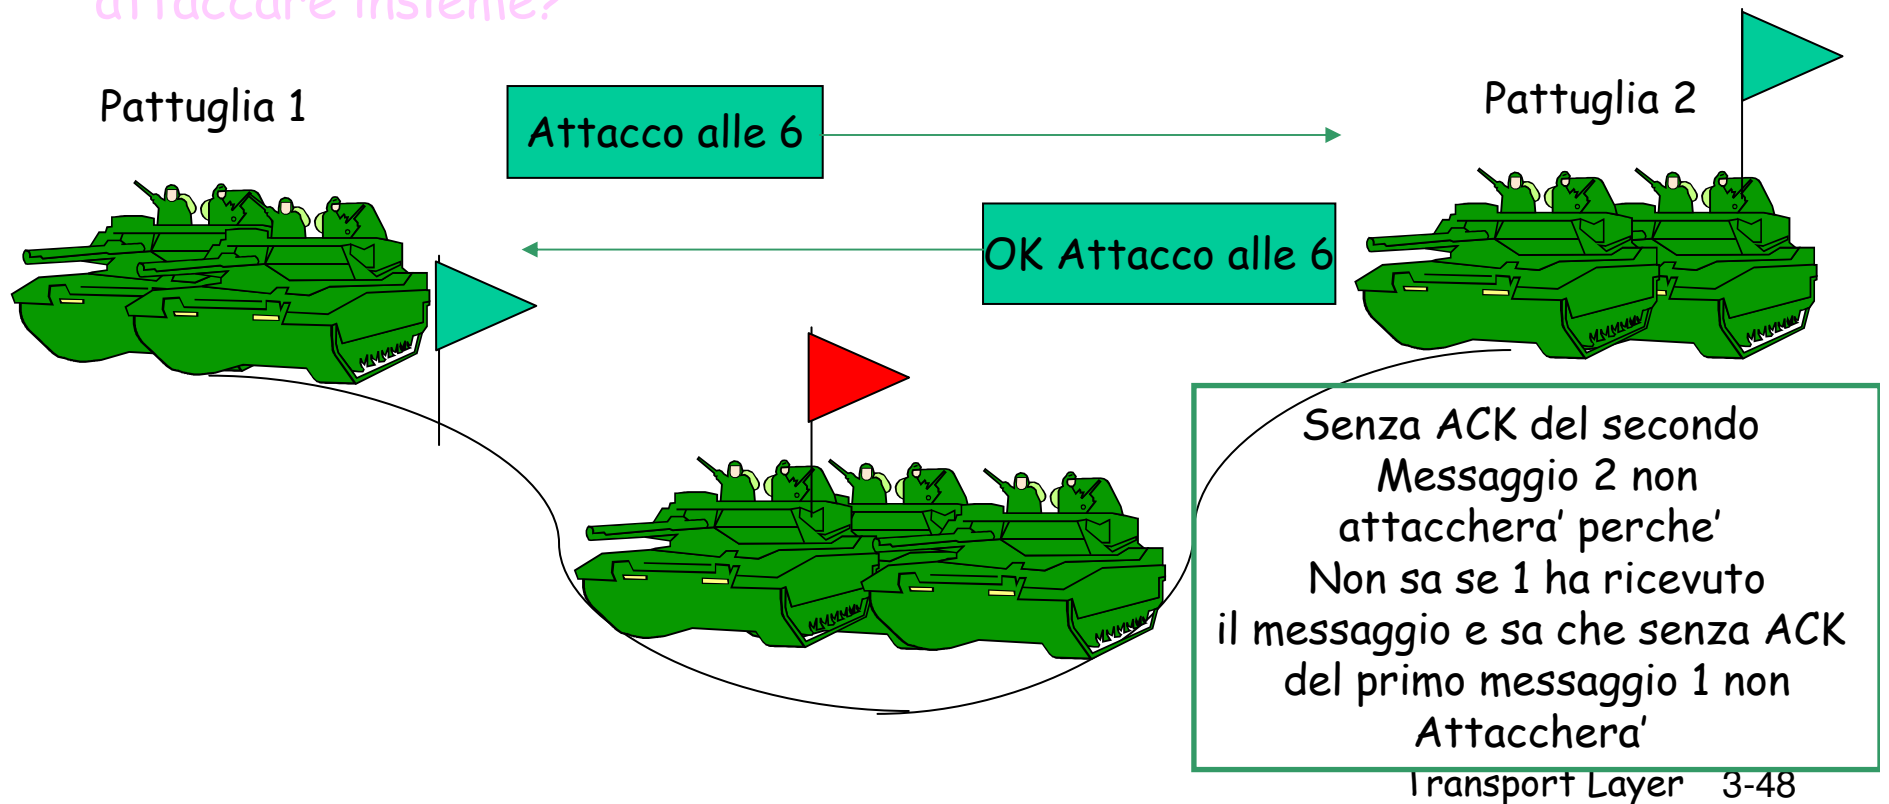 attaccare insieme?
Pattuglia 1
Attacco alle 6
Pattuglia 2
OK Attacco alle 6
Senza ACK del secondo
Messaggio 2 non
attacchera' perche'
Non sa se 1 ha ricevuto
il messaggio e sa che senza ACK
del primo messaggio 1 non
Attacchera'
Transport Layer 3-48